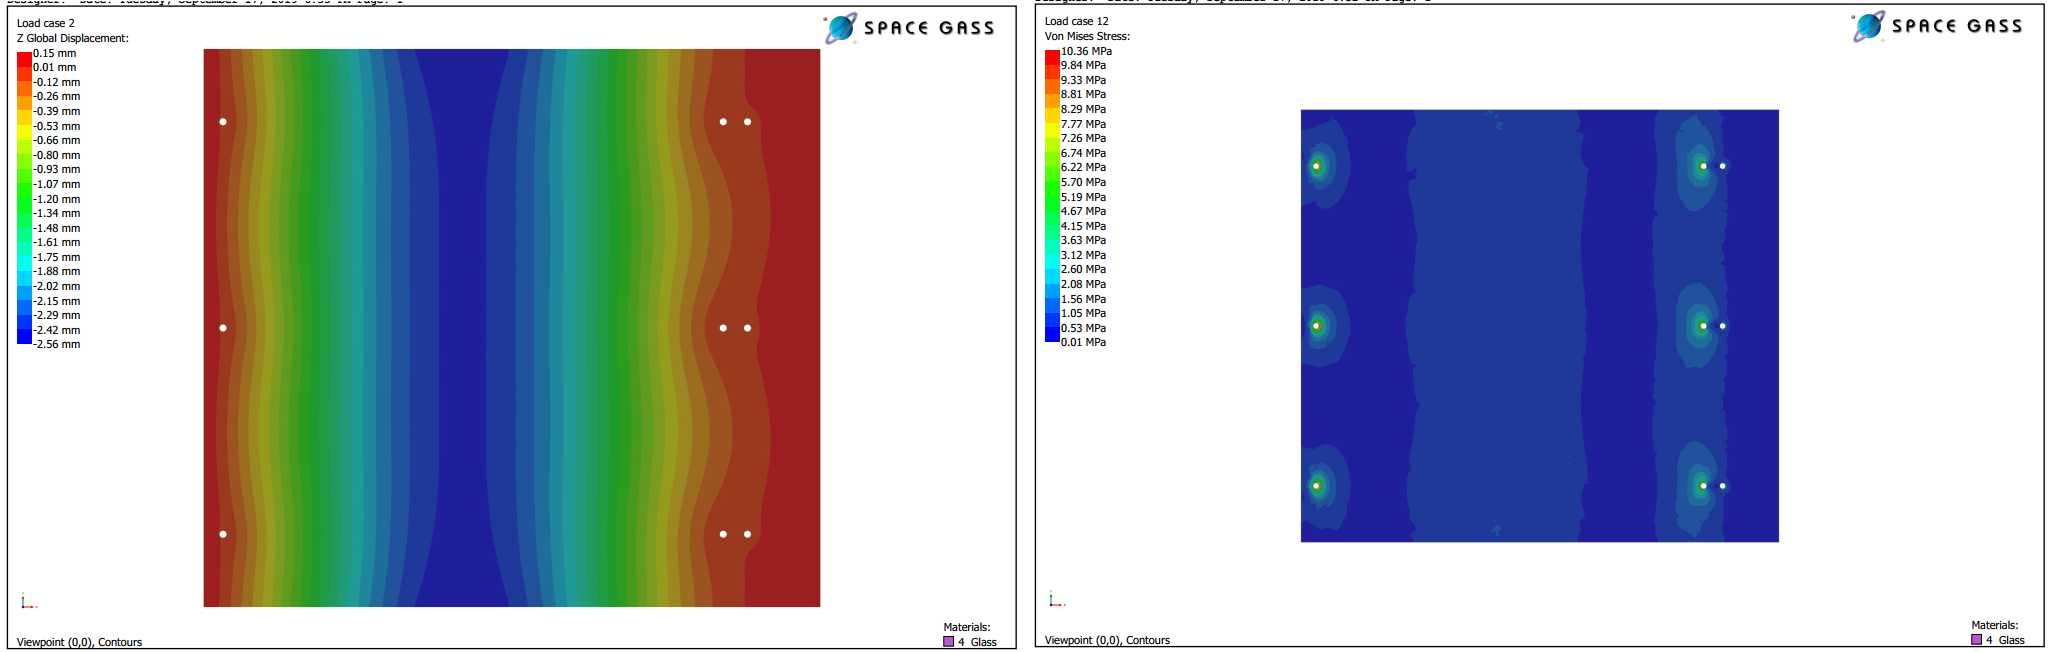 Load case 2
Z Global Displacement:
0.15 mm
0.01 mm
-0.12 mm
-0.26 mm
-0.39 mm
-0.53 mm
-0.66 mm
-0.80 mm
-0.93 mm
-1.07 mm
-1.20 mm
-1.34 mm
-1.48 mm
-1.61 mm
-1.75 mm
-1.88 mm
-2.02 mm
-2.15 mm
-2.29 mm
-2.42 mm
-2.56 mm
SPACE GASS
Materials:
4 Glass
Viewpoint (0,0), Contours
Load case 12
Von Mises Stress:
10.36 MPa
9.84 MPa
9.33 MPa
8.81 MPa
8.29 MPa
7.77 MPa
7.26 MPa
6.74 MPa
6.22 MPa
5.70 MPa
5.19 MPa
4.67 MPa
4.15 MPa
3.63 MPa
3.12 MPa
2.60 MPa
2.08 MPa
1.56 MPa
1.05 MPa
0.53 MPa
0.01 MPa
SPACE GASS
Materials:
4 Glass
Viewpoint (0,0), Contours